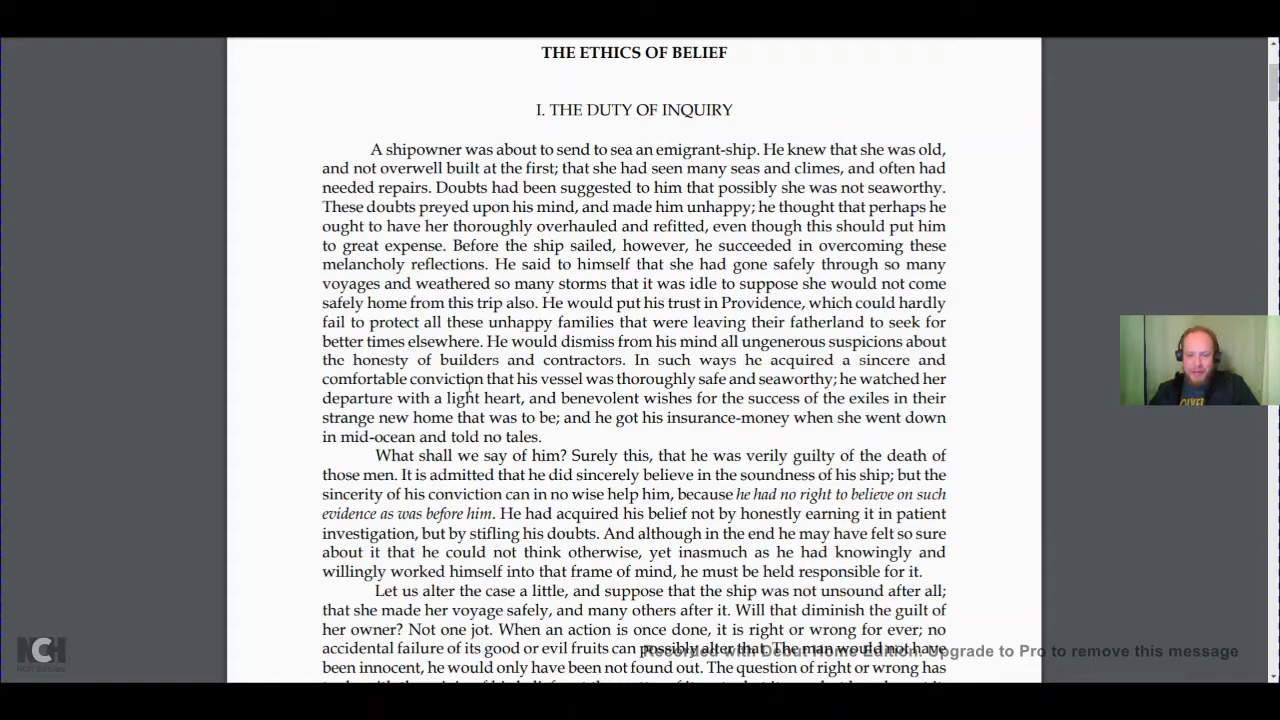 THE ETHICS OF BELIEF
I. THE DUTY OF INQUIRY
A shipowner was about to send to sea an emigrant-ship. He knew that she was old,
and not overwell built at the first; that she had seen many seas and climes, and often had
needed repairs. Doubts had been suggested to him that possibly she was not seaworthy.
These doubts preyed upon his mind, and made him unhappy; he thought that perhaps he
ought to have her thoroughly overhauled and refitted, even though this should put him
to great expense. Before the ship sailed, however, he succeeded in overcoming these
melancholy reflections. He said to himself that she had gone safely through so many
voyages and weathered so many storms that it was idle to suppose she would not come
safely home from this trip also. He would put his trust in Providence, which could hardly
fail to protect all these unhappy families that were leaving their fatherland to seek for
better times elsewhere. He would dismiss from his mind all ungenerous suspicions about
the honesty of builders and contractors. In such ways he acquired a sincere and
comfortable conviction that his vessel was thoroughly safe and seaworthy; he watched her
departure with a light heart, and benevolent wishes for the success of the exiles in their
strange new home that was to be; and he got his insurance-money when she went down
in mid-ocean and told no tales.
What shall we say of him? Surely this, that he was verily guilty of the death of
those men. It is admitted that he did sincerely believe in the soundness of his ship; but the
sincerity of his conviction can in no wise help him, because he had no right to believe on such
evidence as was before him. He had acquired his belief not by honestly earning it in patient
investigation, but by stifling his doubts. And although in the end he may have felt so sure
about it that he could not think otherwise, yet inasmuch as he had knowingly and
willingly worked himself into that frame of mind, he must be held responsible for it.
Let us alter the case a little, and suppose that the ship was not unsound after all;
that she made her voyage safely, and many others after it. Will that diminish the guilt of
her owner? Not one jot. When an action is once done, it is right or wrong for ever; no
accidental failure of its good or evil fruits can possibly alter that. The man would not have
been innocent, he would only have been not found out. The question of right or wrong has
NCH
Recorded with Debut Home Edition. Upgrade to Pro to remove this message